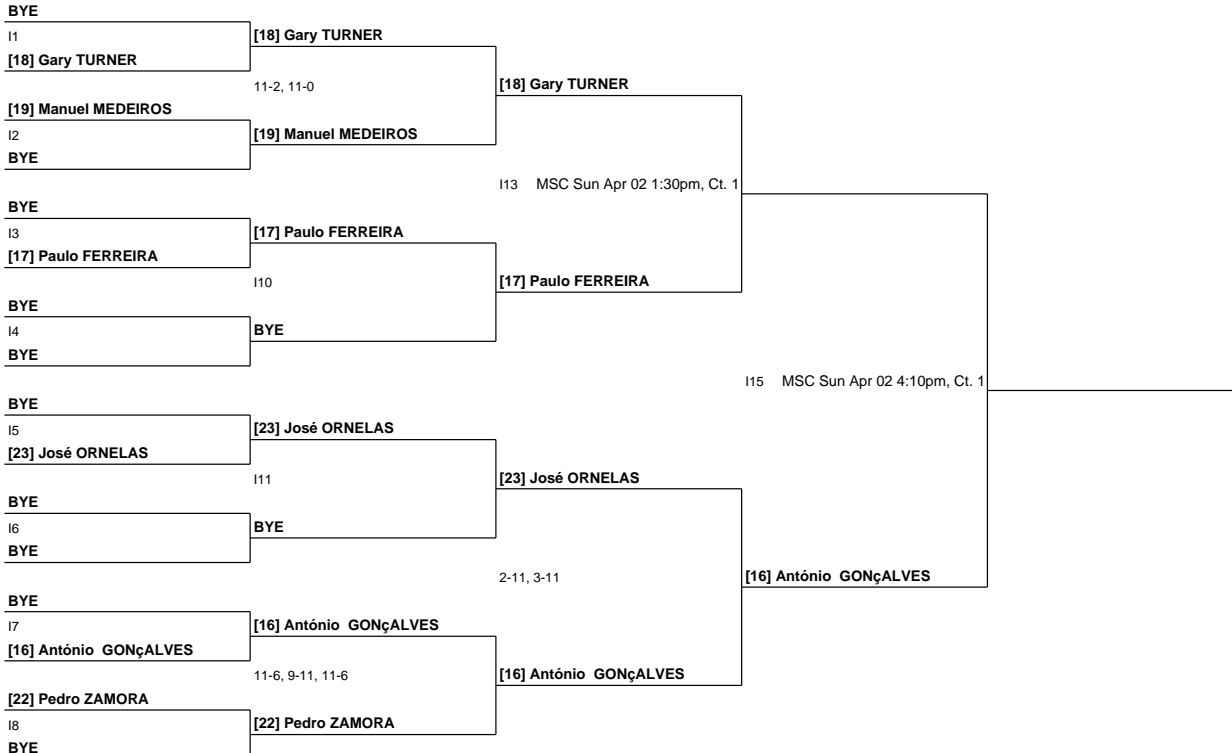 BYE
I1
[18] Gary TURNER
[18] Gary TURNER
11-2, 11-0
[18] Gary TURNER
[19] Manuel MEDEIROS
I2
[19] Manuel MEDEIROS
BYE
I13 MSC Sun Apr 02 1:30pm, Ct. 1
BYE
I3
[17] Paulo FERREIRA
[17] Paulo FERREIRA
I10
[17] Paulo FERREIRA
BYE
I4
BYE
BYE
I15 MSC Sun Apr 02 4:10pm, Ct. 1
BYE
I5
[23] José ORNELAS
[23] José ORNELAS
I11
[23] José ORNELAS
BYE
I6
BYE
BYE
2-11, 3-11
[16] António GONçALVES
BYE
I7
[16] António GONçALVES
[16] António GONçALVES
11-6, 9-11, 11-6
[16] António GONçALVES
[22] Pedro ZAMORA
I8
[22] Pedro ZAMORA
BYE